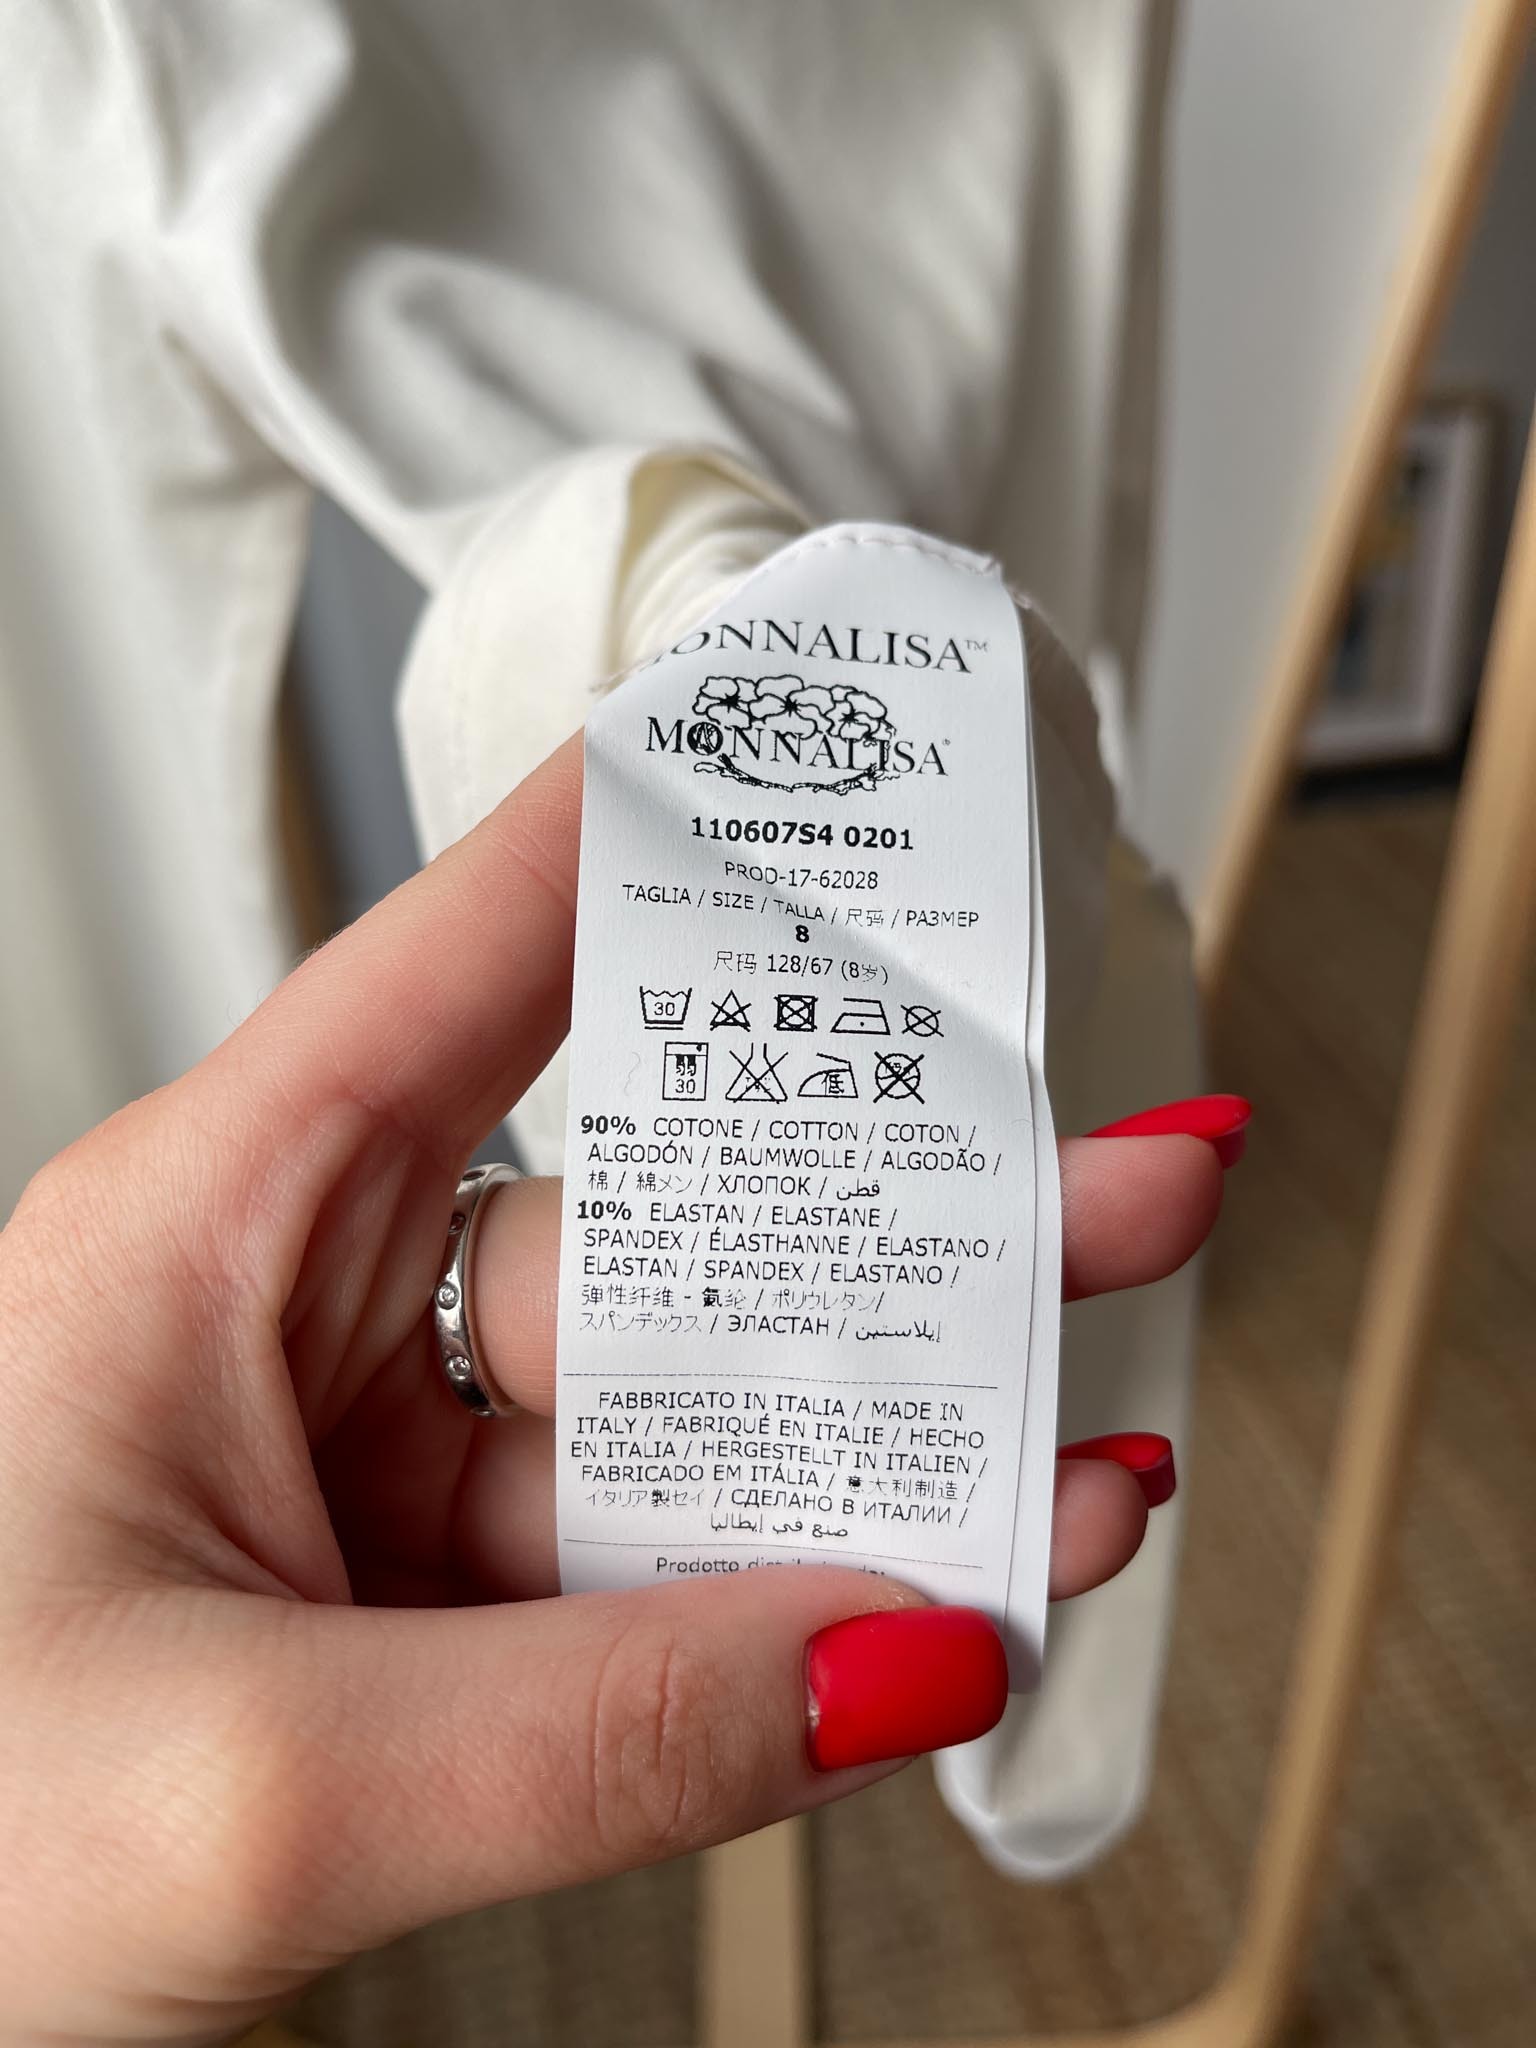 MONNALISA™
MONNALISA®
110607S4 0201
PROD-17-62028
TAGLIA / SIZE / TALLA / 尺码 / РАЗМЕР
8
尺码 128/67 (8岁)
30
弱
30
低
90% COTONE / COTTON / COTON /
ALGODÓN / BAUMWOLLE / ALGODÃO /
棉 / 綿メン / ХЛОПОК / قطن
10% ELASTAN / ELASTANE /
SPANDEX / ÉLASTHANNE / ELASTANO /
ELASTAN / SPANDEX / ELASTANO /
弹性纤维 - 氨纶 / ポリウレタン/
スパンデックス / ЭЛАСТАН / إيلاستين
FABBRICATO IN ITALIA / MADE IN
ITALY / FABRIQUÉ EN ITALIE / HECHO
EN ITALIA / HERGESTELLT IN ITALIEN /
FABRICADO EM ITÁLIA / 意大利制造 /
イタリア製セイ / СДЕЛАНО В ИТАЛИИ /
صنع في إيطاليا
Prodotto